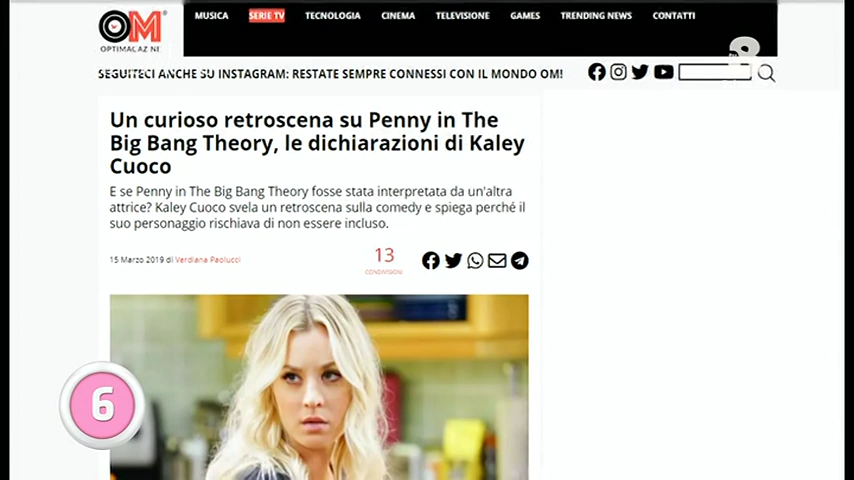 OM
OPTIMAGAZINE
MUSICA SERIE TV TECNOLOGIA CINEMA TELEVISIONE GAMES TRENDING NEWS CONTATTI
8
SEGUITECI ANCHE SU INSTAGRAM: RESTATE SEMPRE CONNESSI CON IL MONDO OM!
Un curioso retroscena su Penny in The
Big Bang Theory, le dichiarazioni di Kaley
Cuoco
E se Penny in The Big Bang Theory fosse stata interpretata da un'altra
attrice? Kaley Cuoco svela un retroscena sulla comedy e spiega perché il
suo personaggio rischiava di non essere incluso.
15 Marzo 2019 di Verdiana Paolucci
13
CONDIVISIONI
6